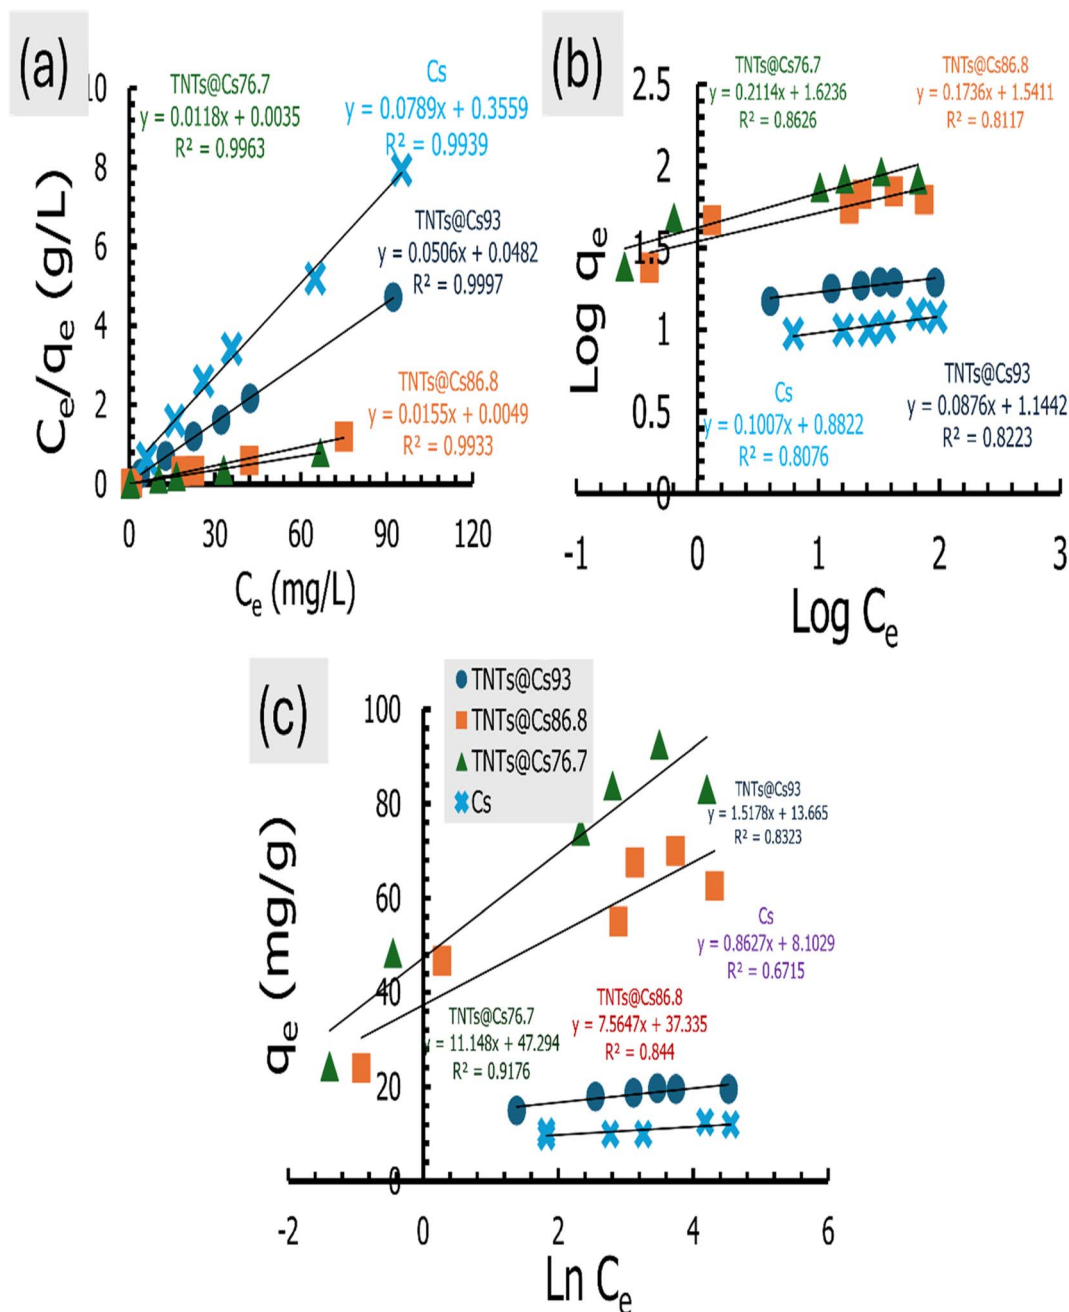 (a)
10
8
6
4
2
0
0 30 60 90 120
Cₑ/qₑ (g/L)
Cₑ (mg/L)
TNTs@Cs76.7
y = 0.0118x + 0.0035
R² = 0.9963
Cs
y = 0.0789x + 0.3559
R² = 0.9939
TNTs@Cs93
y = 0.0506x + 0.0482
R² = 0.9997
TNTs@Cs86.8
y = 0.0155x + 0.0049
R² = 0.9933
(b)
2.5
2
1.5
1
0.5
0
-1 0 1 2 3
Log qₑ
Log Cₑ
TNTs@Cs76.7
y = 0.2114x + 1.6236
R² = 0.8626
TNTs@Cs86.8
y = 0.1736x + 1.5411
R² = 0.8117
Cs
y = 0.1007x + 0.8822
R² = 0.8076
TNTs@Cs93
y = 0.0876x + 1.1442
R² = 0.8223
(c)
TNTs@Cs93
TNTs@Cs86.8
TNTs@Cs76.7
Cs
100
80
60
40
20
0
-2 0 2 4 6
qₑ (mg/g)
Ln Cₑ
TNTs@Cs93
y = 1.5178x + 13.665
R² = 0.8323
Cs
y = 0.8627x + 8.1029
R² = 0.6715
TNTs@Cs86.8
y = 7.5647x + 37.335
R² = 0.844
TNTs@Cs76.7
y = 11.148x + 47.294
R² = 0.9176